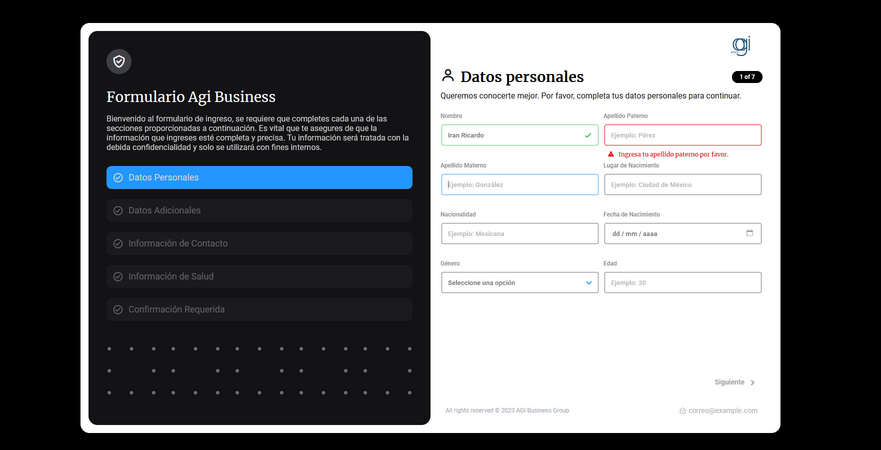 Formulario Agi Business
Bienvenido al formulario de ingreso, se requiere que completes cada una de las
secciones proporcionadas a continuación. Es vital que te asegures de que la
información que ingreses esté completa y precisa. Tu información será tratada con la
debida confidencialidad y solo se utilizará con fines internos.
Datos Personales
Datos Adicionales
Información de Contacto
Información de Salud
Confirmación Requerida
agi
Datos personales
1 of 7
Queremos conocerte mejor. Por favor, completa tus datos personales para continuar.
Nombre
Iran Ricardo
Apellido Paterno
Ejemplo: Pérez
Ingresa tu apellido paterno por favor.
Apellido Materno
Ejemplo: González
Lugar de Nacimiento
Ejemplo: Ciudad de México
Nacionalidad
Ejemplo: Mexicana
Fecha de Nacimiento
dd / mm / aaaa
Género
Seleccione una opción
Edad
Ejemplo: 30
Siguiente
All rights reserved © 2023 AGI Business Group
correo@example.com